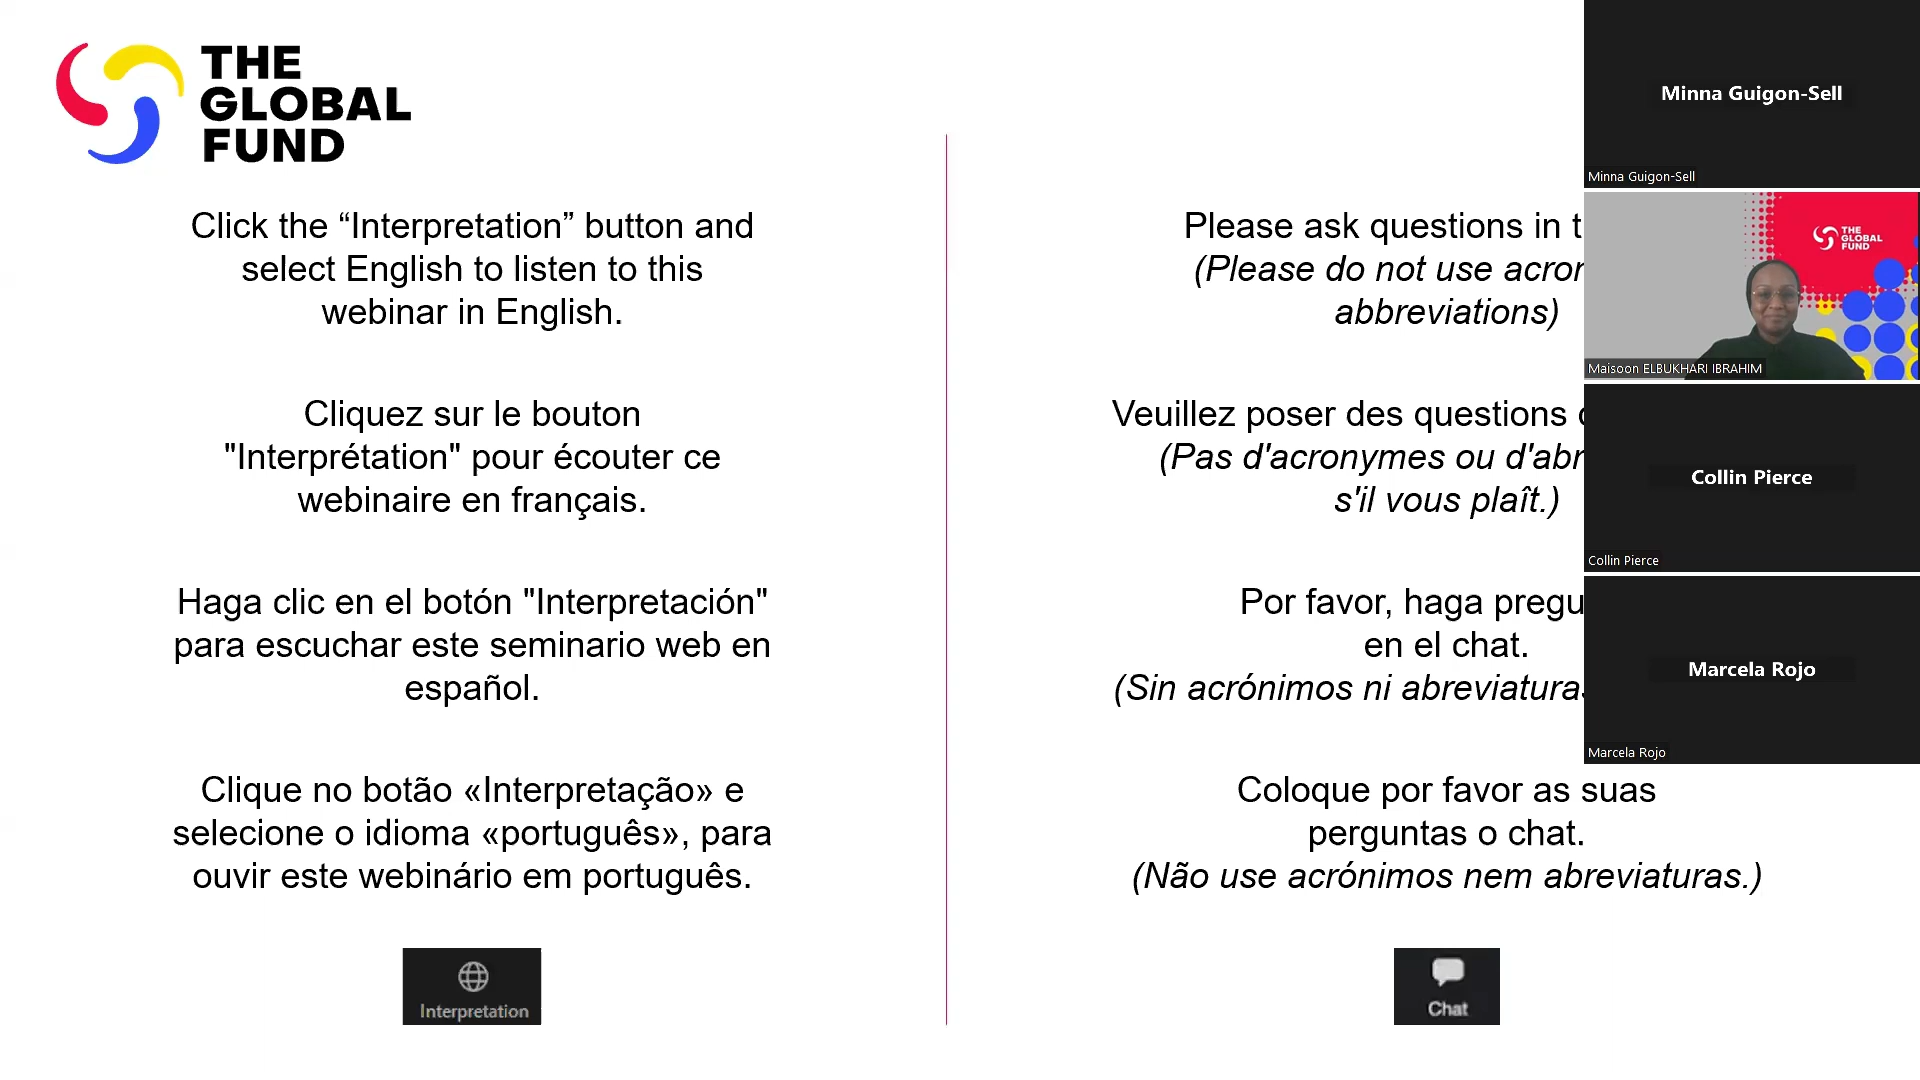 THE
GLOBAL
FUND
Click the “Interpretation” button and
select English to listen to this
webinar in English.
Cliquez sur le bouton
"Interprétation" pour écouter ce
webinaire en français.
Haga clic en el botón "Interpretación"
para escuchar este seminario web en
español.
Clique no botão «Interpretação» e
selecione o idioma «português», para
ouvir este webinário em português.
Interpretation
Please ask questions in
(Please do not use
abbreviations)
Veuillez poser des questions
(Pas d'acronymes ou
s'il vous plaît.)
Por favor, haga
en el chat.
(Sin acrónimos ni
Coloque por favor as suas
perguntas o chat.
(Não use acrónimos nem abreviaturas.)
Chat
Minna Guigon-Sell
Minna Guigon-Sell
THE
GLOBAL
FUND
Maisoon ELBUKHARI IBRAHIM
Collin Pierce
Collin Pierce
Marcela Rojo
Marcela Rojo